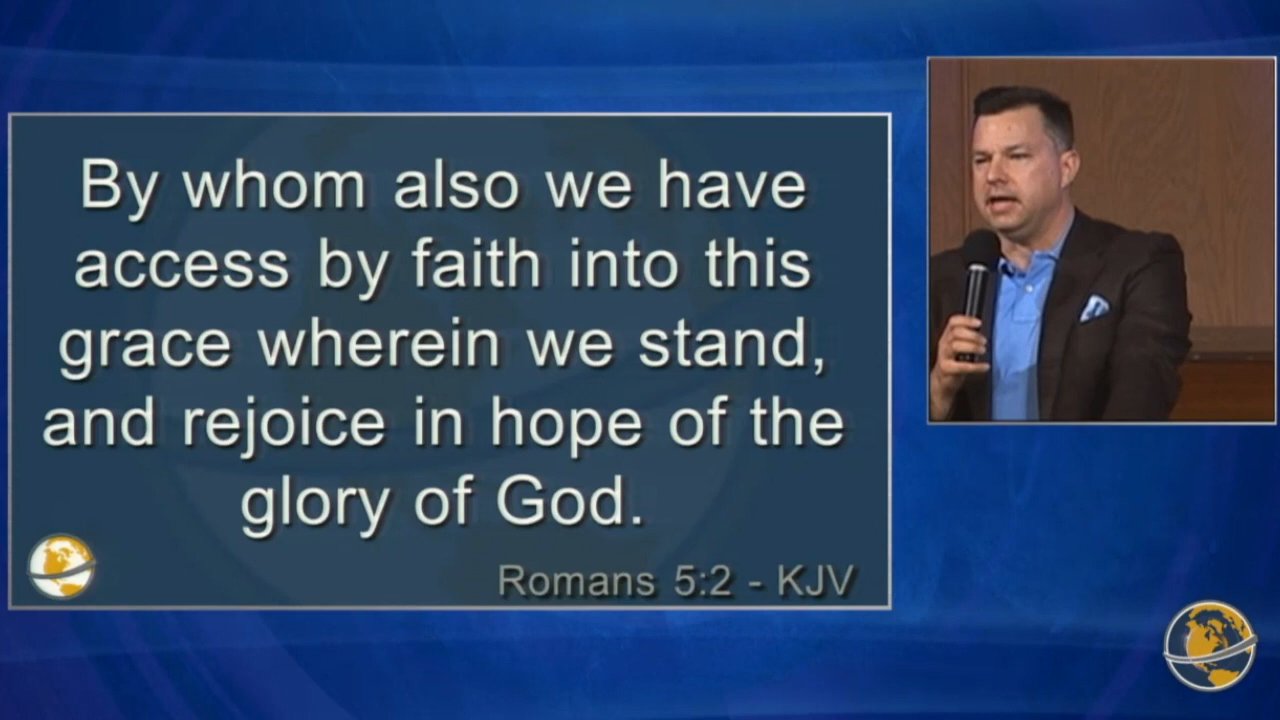 By whom also we have
access by faith into this
grace wherein we stand,
and rejoice in hope of the
glory of God.
Romans 5:2 - KJV